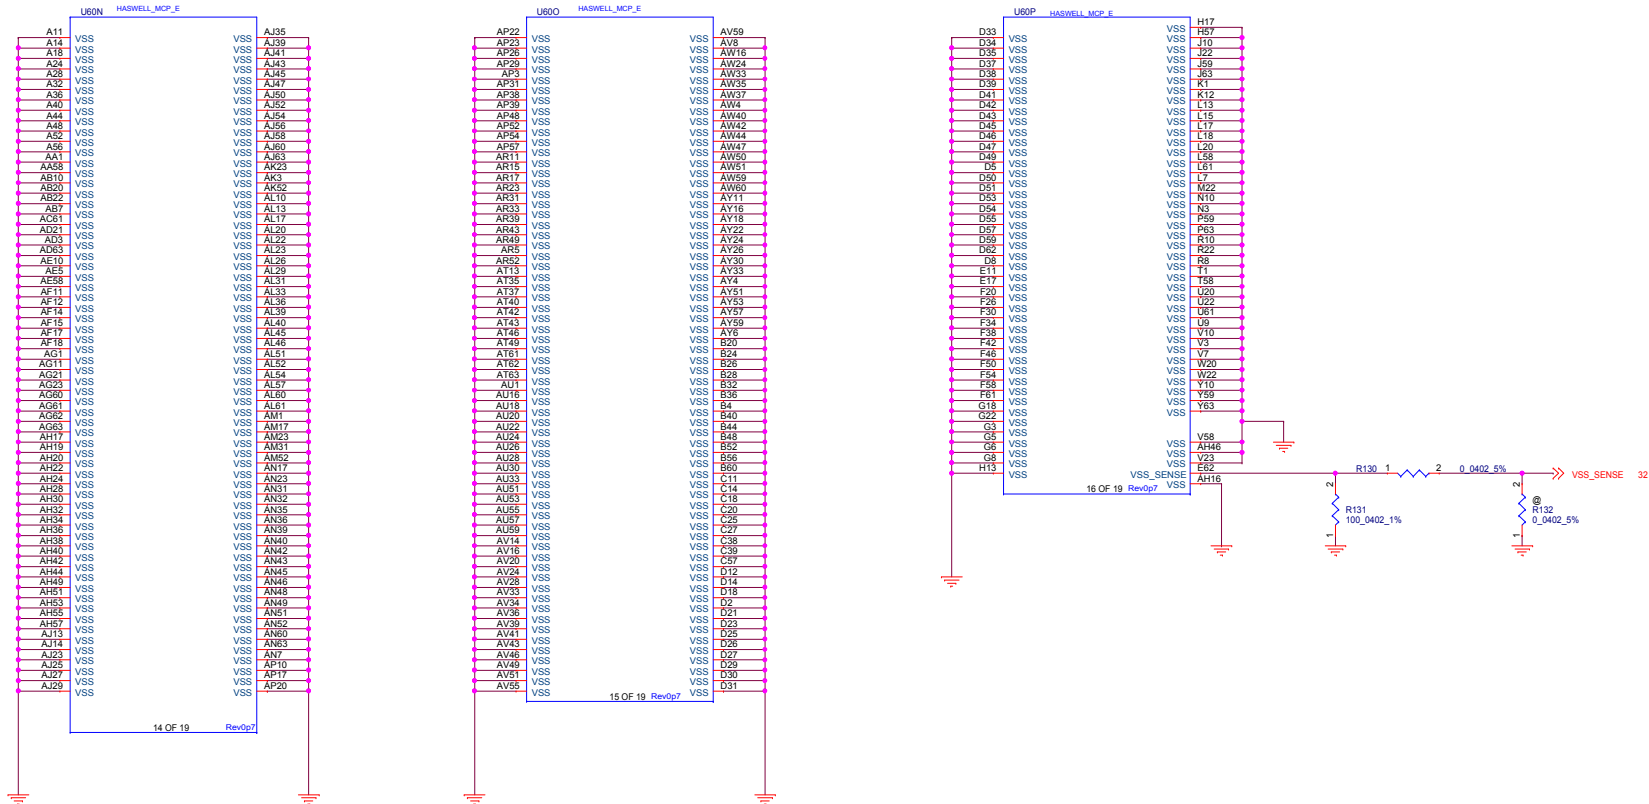 U60N HASWELL_MCP_E
A11 VSS VSS AJ35
A14 VSS VSS AJ39
A18 VSS VSS AJ41
A24 VSS VSS AJ43
A28 VSS VSS AJ45
A32 VSS VSS AJ47
A36 VSS VSS AJ50
A40 VSS VSS AJ52
A44 VSS VSS AJ54
A48 VSS VSS AJ56
A52 VSS VSS AJ58
A56 VSS VSS AJ60
AA1 VSS VSS AJ63
AA58 VSS VSS AK23
AB10 VSS VSS AK3
AB20 VSS VSS AK52
AB22 VSS VSS AL10
AB7 VSS VSS AL13
AC61 VSS VSS AL17
AD21 VSS VSS AL20
AD3 VSS VSS AL22
AD63 VSS VSS AL23
AE10 VSS VSS AL26
AE5 VSS VSS AL29
AE58 VSS VSS AL31
AF11 VSS VSS AL33
AF12 VSS VSS AL36
AF14 VSS VSS AL39
AF15 VSS VSS AL40
AF17 VSS VSS AL45
AF18 VSS VSS AL46
AG1 VSS VSS AL51
AG11 VSS VSS AL52
AG21 VSS VSS AL54
AG23 VSS VSS AL57
AG60 VSS VSS AL60
AG61 VSS VSS AL61
AG62 VSS VSS AM1
AG63 VSS VSS AM17
AH17 VSS VSS AM23
AH19 VSS VSS AM31
AH20 VSS VSS AM52
AH22 VSS VSS AN17
AH24 VSS VSS AN23
AH28 VSS VSS AN31
AH30 VSS VSS AN32
AH32 VSS VSS AN35
AH34 VSS VSS AN36
AH36 VSS VSS AN39
AH38 VSS VSS AN40
AH40 VSS VSS AN42
AH42 VSS VSS AN43
AH44 VSS VSS AN45
AH49 VSS VSS AN46
AH51 VSS VSS AN48
AH53 VSS VSS AN49
AH55 VSS VSS AN51
AH57 VSS VSS AN52
AJ13 VSS VSS AN60
AJ14 VSS VSS AN63
AJ23 VSS VSS AN7
AJ25 VSS VSS AP10
AJ27 VSS VSS AP17
AJ29 VSS VSS AP20
14 OF 19 Rev0p7
U60O HASWELL_MCP_E
AP22 VSS VSS AV59
AP23 VSS VSS AV8
AP26 VSS VSS AW16
AP29 VSS VSS AW24
AP3 VSS VSS AW33
AP31 VSS VSS AW35
AP38 VSS VSS AW37
AP39 VSS VSS AW4
AP48 VSS VSS AW40
AP52 VSS VSS AW42
AP54 VSS VSS AW44
AP57 VSS VSS AW47
AR11 VSS VSS AW50
AR15 VSS VSS AW51
AR17 VSS VSS AW59
AR23 VSS VSS AW60
AR31 VSS VSS AY11
AR33 VSS VSS AY16
AR39 VSS VSS AY18
AR43 VSS VSS AY22
AR49 VSS VSS AY24
AR5 VSS VSS AY26
AR52 VSS VSS AY30
AT13 VSS VSS AY33
AT35 VSS VSS AY4
AT37 VSS VSS AY51
AT40 VSS VSS AY53
AT42 VSS VSS AY57
AT43 VSS VSS AY59
AT46 VSS VSS AY6
AT49 VSS VSS B20
AT61 VSS VSS B24
AT62 VSS VSS B26
AT63 VSS VSS B28
AU1 VSS VSS B32
AU16 VSS VSS B36
AU18 VSS VSS B4
AU20 VSS VSS B40
AU22 VSS VSS B44
AU24 VSS VSS B48
AU26 VSS VSS B52
AU28 VSS VSS B56
AU30 VSS VSS B60
AU33 VSS VSS C11
AU51 VSS VSS C14
AU53 VSS VSS C18
AU55 VSS VSS C20
AU57 VSS VSS C25
AU59 VSS VSS C27
AV14 VSS VSS C38
AV16 VSS VSS C39
AV20 VSS VSS C57
AV24 VSS VSS D12
AV28 VSS VSS D14
AV33 VSS VSS D18
AV34 VSS VSS D2
AV36 VSS VSS D21
AV39 VSS VSS D23
AV41 VSS VSS D25
AV43 VSS VSS D26
AV46 VSS VSS D27
AV49 VSS VSS D29
AV51 VSS VSS D30
AV55 VSS VSS D31
15 OF 19 Rev0p7
U60P HASWELL_MCP_E
VSS H17
D33 VSS VSS H57
D34 VSS VSS J10
D35 VSS VSS J22
D37 VSS VSS J59
D38 VSS VSS J63
D39 VSS VSS K1
D41 VSS VSS K12
D42 VSS VSS L13
D43 VSS VSS L15
D45 VSS VSS L17
D46 VSS VSS L18
D47 VSS VSS L20
D49 VSS VSS L58
D5 VSS VSS L61
D50 VSS VSS L7
D51 VSS VSS M22
D53 VSS VSS N10
D54 VSS VSS N3
D55 VSS VSS P59
D57 VSS VSS P63
D59 VSS VSS R10
D62 VSS VSS R22
D8 VSS VSS R8
E11 VSS VSS T1
E17 VSS VSS T58
F20 VSS VSS U20
F26 VSS VSS U22
F30 VSS VSS U61
F34 VSS VSS U9
F38 VSS VSS V10
F42 VSS VSS V3
F46 VSS VSS V7
F50 VSS VSS W20
F54 VSS VSS W22
F58 VSS VSS Y10
F61 VSS VSS Y59
G18 VSS VSS Y63
G22 VSS
G3 VSS
G5 VSS VSS V58
G6 VSS VSS AH46
G8 VSS VSS V23
H13 VSS VSS_SENSE E62
VSS AH16
16 OF 19 Rev0p7
R130 1 2 0_0402_5% VSS_SENSE 32
2 R131 100_0402_1% 1
2 @ R132 0_0402_5% 1